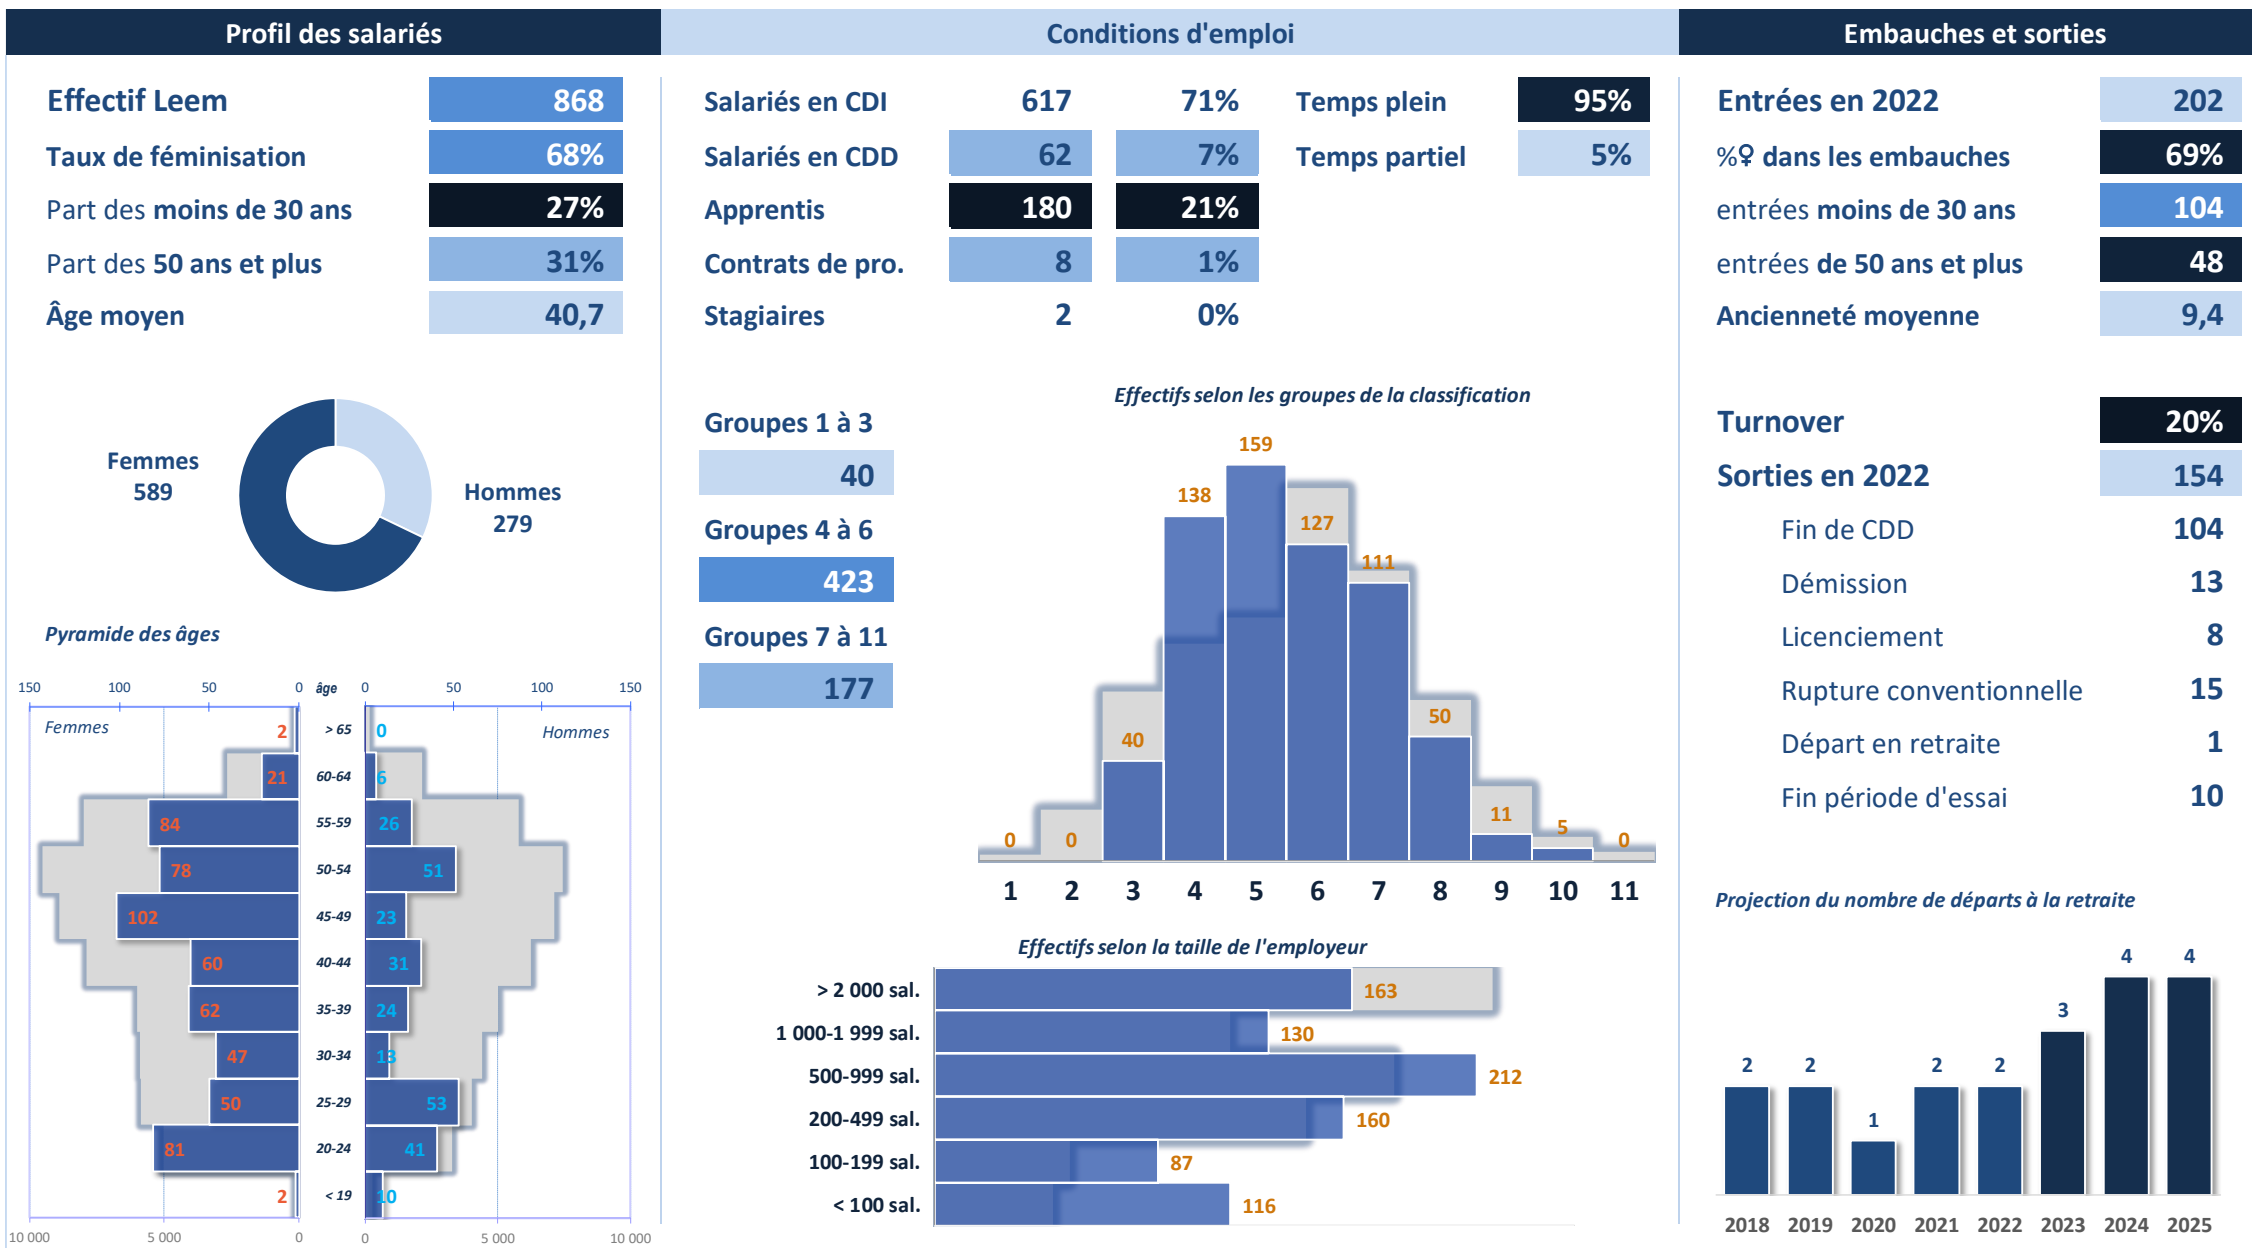 Profil des salariés
Effectif Leem 868
Taux de féminisation 68%
Part des moins de 30 ans 27%
Part des 50 ans et plus 31%
Âge moyen 40,7
Femmes
589
Hommes
279
Pyramide des âges
150 100 50 0 âge 0 50 100 150
Femmes Hommes
2 > 65 0
21 60-64 6
84 55-59 26
78 50-54 51
102 45-49 23
60 40-44 31
62 35-39 24
47 30-34 13
50 25-29 53
81 20-24 41
2 < 19 10
10 000 5 000 0 0 5 000 10 000
Conditions d'emploi
Salariés en CDI 617 71% Temps plein 95%
Salariés en CDD 62 7% Temps partiel 5%
Apprentis 180 21%
Contrats de pro. 8 1%
Stagiaires 2 0%
Groupes 1 à 3
40
Groupes 4 à 6
423
Groupes 7 à 11
177
Effectifs selon les groupes de la classification
0 0 40 138 159 127 111 50 11 5 0
1 2 3 4 5 6 7 8 9 10 11
Effectifs selon la taille de l'employeur
> 2 000 sal. 163
1 000-1 999 sal. 130
500-999 sal. 212
200-499 sal. 160
100-199 sal. 87
< 100 sal. 116
Embauches et sorties
Entrées en 2022 202
%♀ dans les embauches 69%
entrées moins de 30 ans 104
entrées de 50 ans et plus 48
Ancienneté moyenne 9,4
Turnover 20%
Sorties en 2022 154
Fin de CDD 104
Démission 13
Licenciement 8
Rupture conventionnelle 15
Départ en retraite 1
Fin période d'essai 10
Projection du nombre de départs à la retraite
2 2 1 2 2 3 4 4
2018 2019 2020 2021 2022 2023 2024 2025